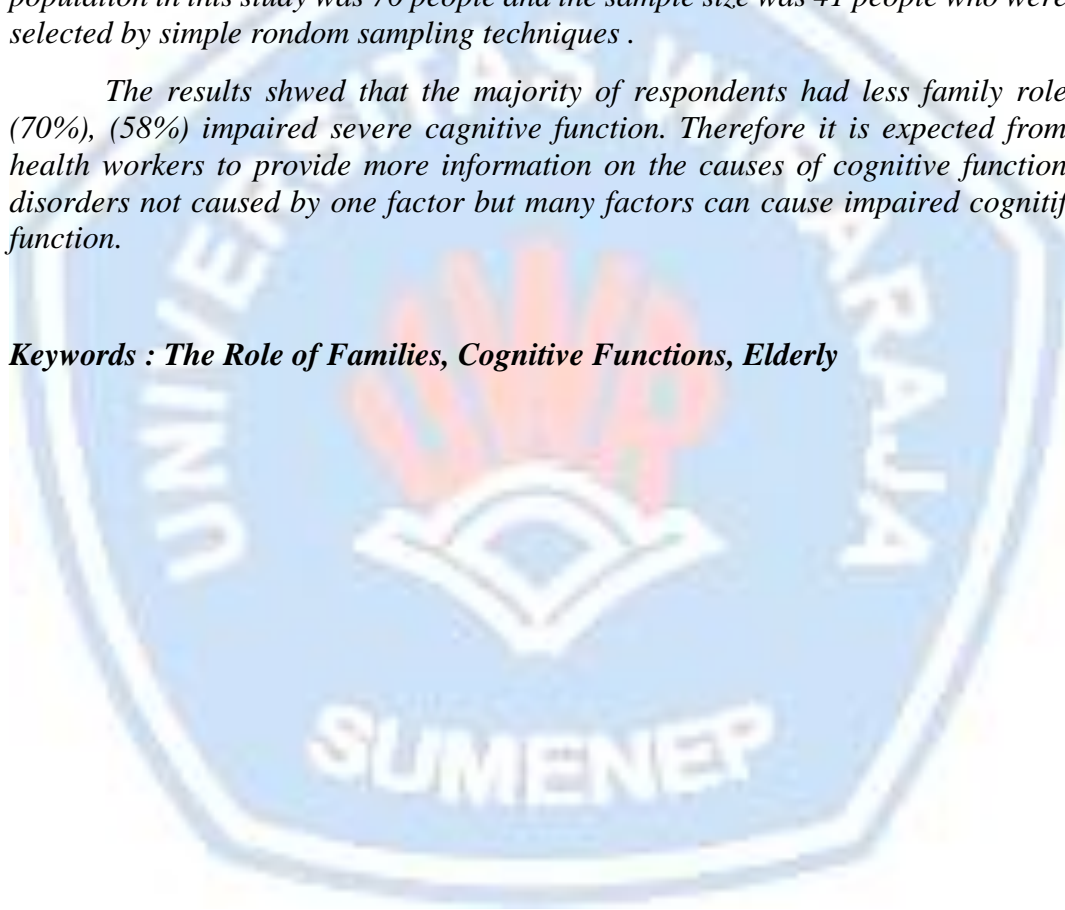 selected by simple rondom sampling techniques .
The results shwed that the majority of respondents had less family role
(70%), (58%) impaired severe cagnitive function. Therefore it is expected from
health workers to provide more information on the causes of cognitive function
disorders not caused by one factor but many factors can cause impaired cognitif
function.
Keywords : The Role of Families, Cognitive Functions, Elderly
UNIVERSITAS WIRARAJA
UWR
SUMENEP